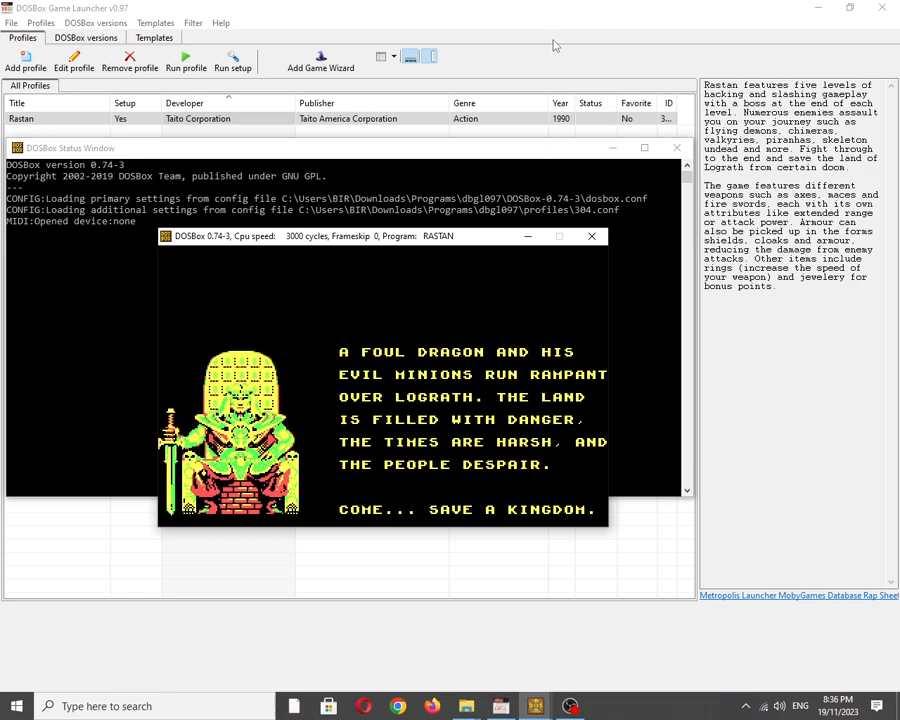 DOSBox Game Launcher v0.97
File Profiles DOSBox versions Templates Filter Help
Profiles DOSBox versions Templates
Add profile Edit profile Remove profile Run profile Run setup Add Game Wizard
All Profiles
Title Setup Developer Publisher Genre Year Status Favorite ID
Rastan Yes Taito Corporation Taito America Corporation Action 1990 No 3...
DOSBox Status Window
DOSBox version 0.74-3
Copyright 2002-2019 DOSBox Team, published under GNU GPL.
---
CONFIG:Loading primary settings from config file C:\Users\BIR\Downloads\Programs\dbgl097\DOSBox-0.74-3\dosbox.conf
CONFIG:Loading additional settings from config file C:\Users\BIR\Downloads\Programs\dbgl097\profiles\304.conf
MIDI:Opened device:none
DOSBox 0.74-3, Cpu speed: 3000 cycles, Frameskip 0, Program: RASTAN
A FOUL DRAGON AND HIS
EVIL MINIONS RUN RAMPANT
OVER LOGRATH. THE LAND
IS FILLED WITH DANGER,
THE TIMES ARE HARSH, AND
THE PEOPLE DESPAIR.
COME... SAVE A KINGDOM.
Rastan features five levels of
hacking and slashing gameplay
with a boss at the end of each
level. Numerous enemies assault
you on your journey such as
flying demons, chimeras,
valkyries, piranhas, skeleton
undead and more. Fight through
to the end and save the land of
Lograth from certain doom.
The game features different
weapons such as axes, maces and
fire swords, each with its own
attributes like extended range
or attack power. Armour can
also be picked up in the forms
shields, cloaks and armour,
reducing the damage from enemy
attacks. Other items include
rings (increase the speed of
your weapon) and jewelery for
bonus points.
Metropolis Launcher MobyGames Database Rap Sheet
Type here to search
ENG
8:36 PM
19/11/2023